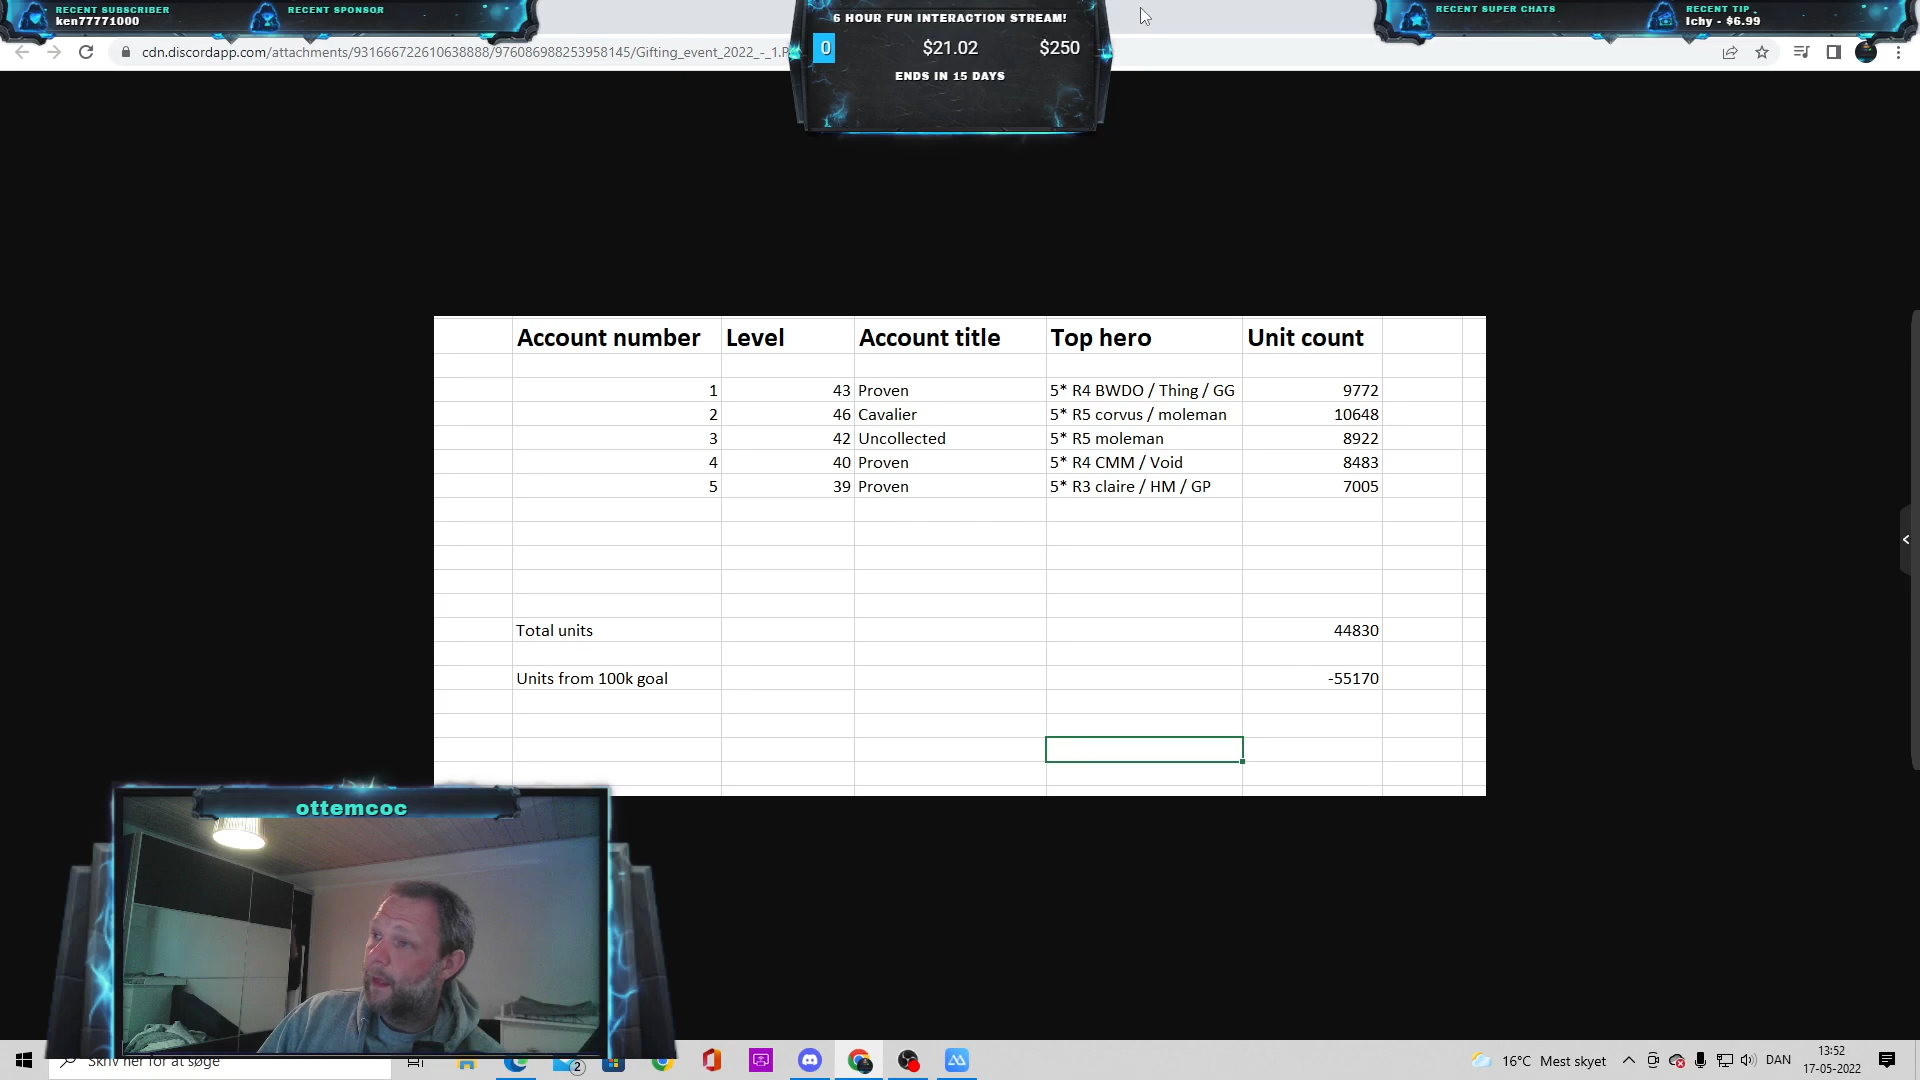 RECENT SUBSCRIBER
ken77771000
RECENT SPONSOR
6 HOUR FUN INTERACTION STREAM!
0 $21.02 $250
ENDS IN 15 DAYS
RECENT SUPER CHATS
RECENT TIP
Ichy - $6.99
cdn.discordapp.com/attachments/931666722610638888/976086988253958145/Gifting_event_2022_-_1.P
Account number Level Account title Top hero Unit count
1 43 Proven 5* R4 BWDO / Thing / GG 9772
2 46 Cavalier 5* R5 corvus / moleman 10648
3 42 Uncollected 5* R5 moleman 8922
4 40 Proven 5* R4 CMM / Void 8483
5 39 Proven 5* R3 claire / HM / GP 7005
Total units 44830
Units from 100k goal -55170
ottemcoc
Skriv her for at søge
2
16°C Mest skyet
DAN
13:52
17-05-2022